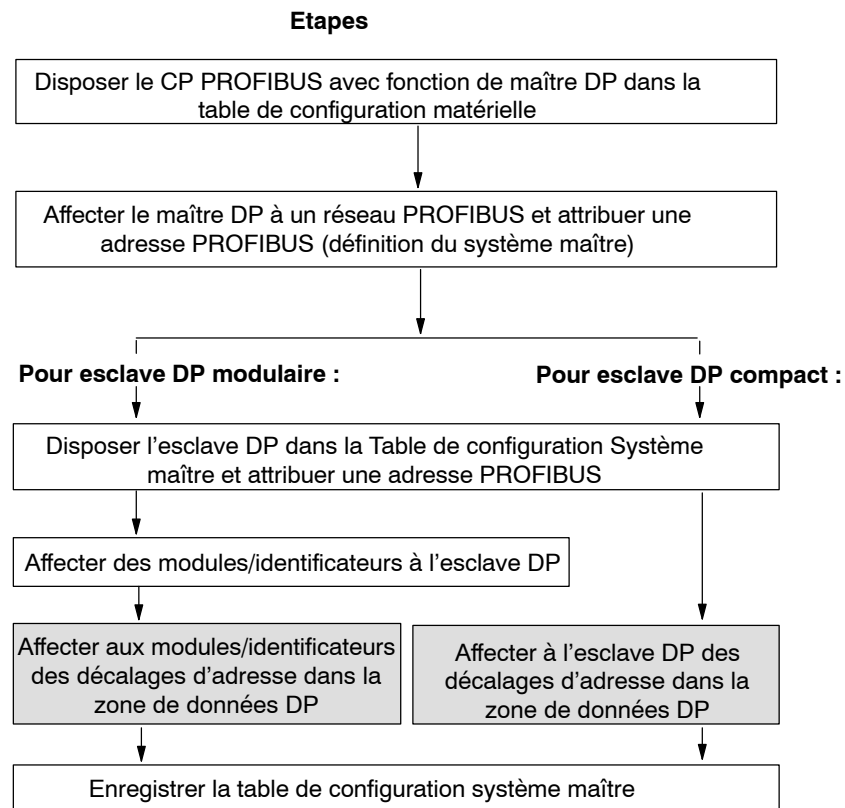 Etapes
Disposer le CP PROFIBUS avec fonction de maître DP dans la
table de configuration matérielle
Affecter le maître DP à un réseau PROFIBUS et attribuer une
adresse PROFIBUS (définition du système maître)
Pour esclave DP modulaire :
Pour esclave DP compact :
Disposer l'esclave DP dans la Table de configuration Système
maître et attribuer une adresse PROFIBUS
Affecter des modules/identificateurs à l'esclave DP
Affecter aux modules/identificateurs
des décalages d'adresse dans la
zone de données DP
Affecter à l'esclave DP des
décalages d'adresse dans la
zone de données DP
Enregistrer la table de configuration système maître